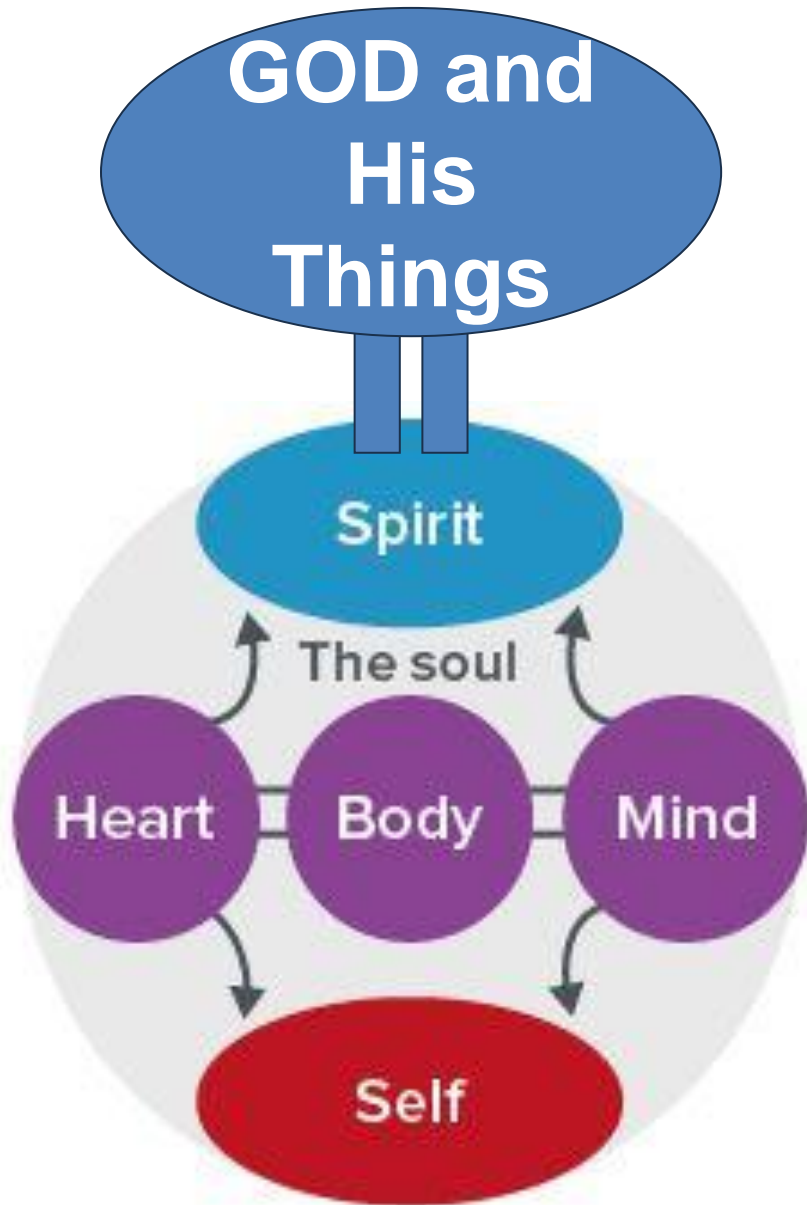 GOD and
His
Things
Spirit
The soul
Heart Body Mind
Self